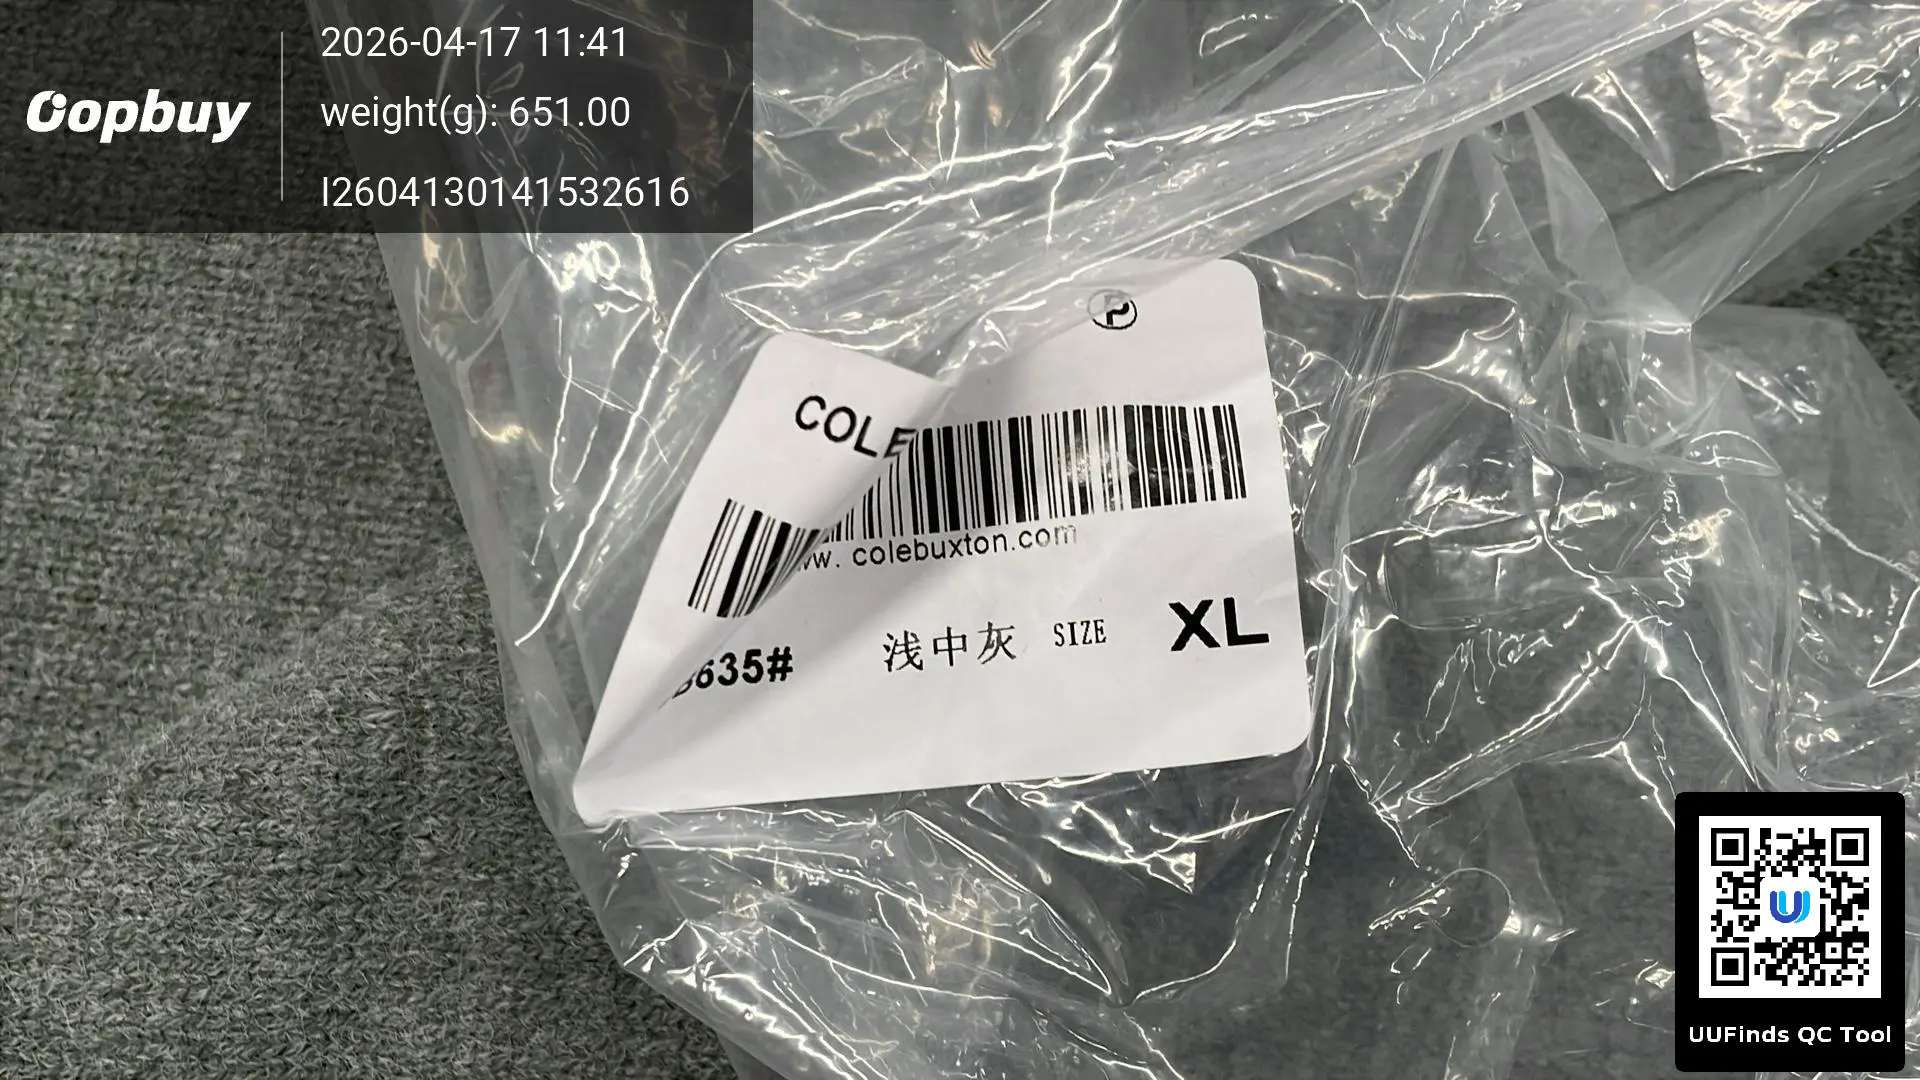 Oopbuy
2026-04-17 11:41
weight(g): 651.00
I2604130141532616
P
COLE
colebuxton.com
635#
浅中灰 SIZE XL
UUFinds QC Tool